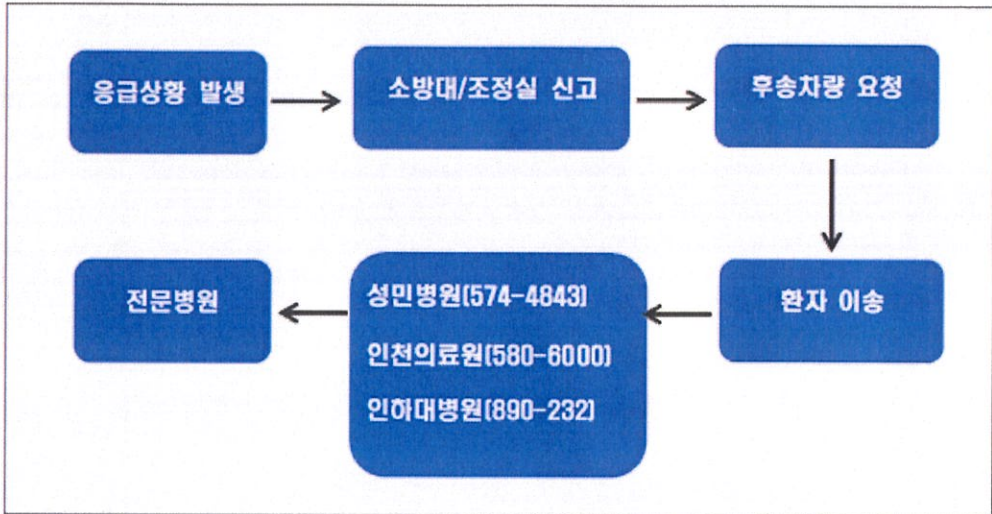 응급상황 발생
소방대/조정실 신고
후송차량 요청
환자 이송
성민병원(574-4843)
인천의료원(580-6000)
인하대병원(890-232)
전문병원